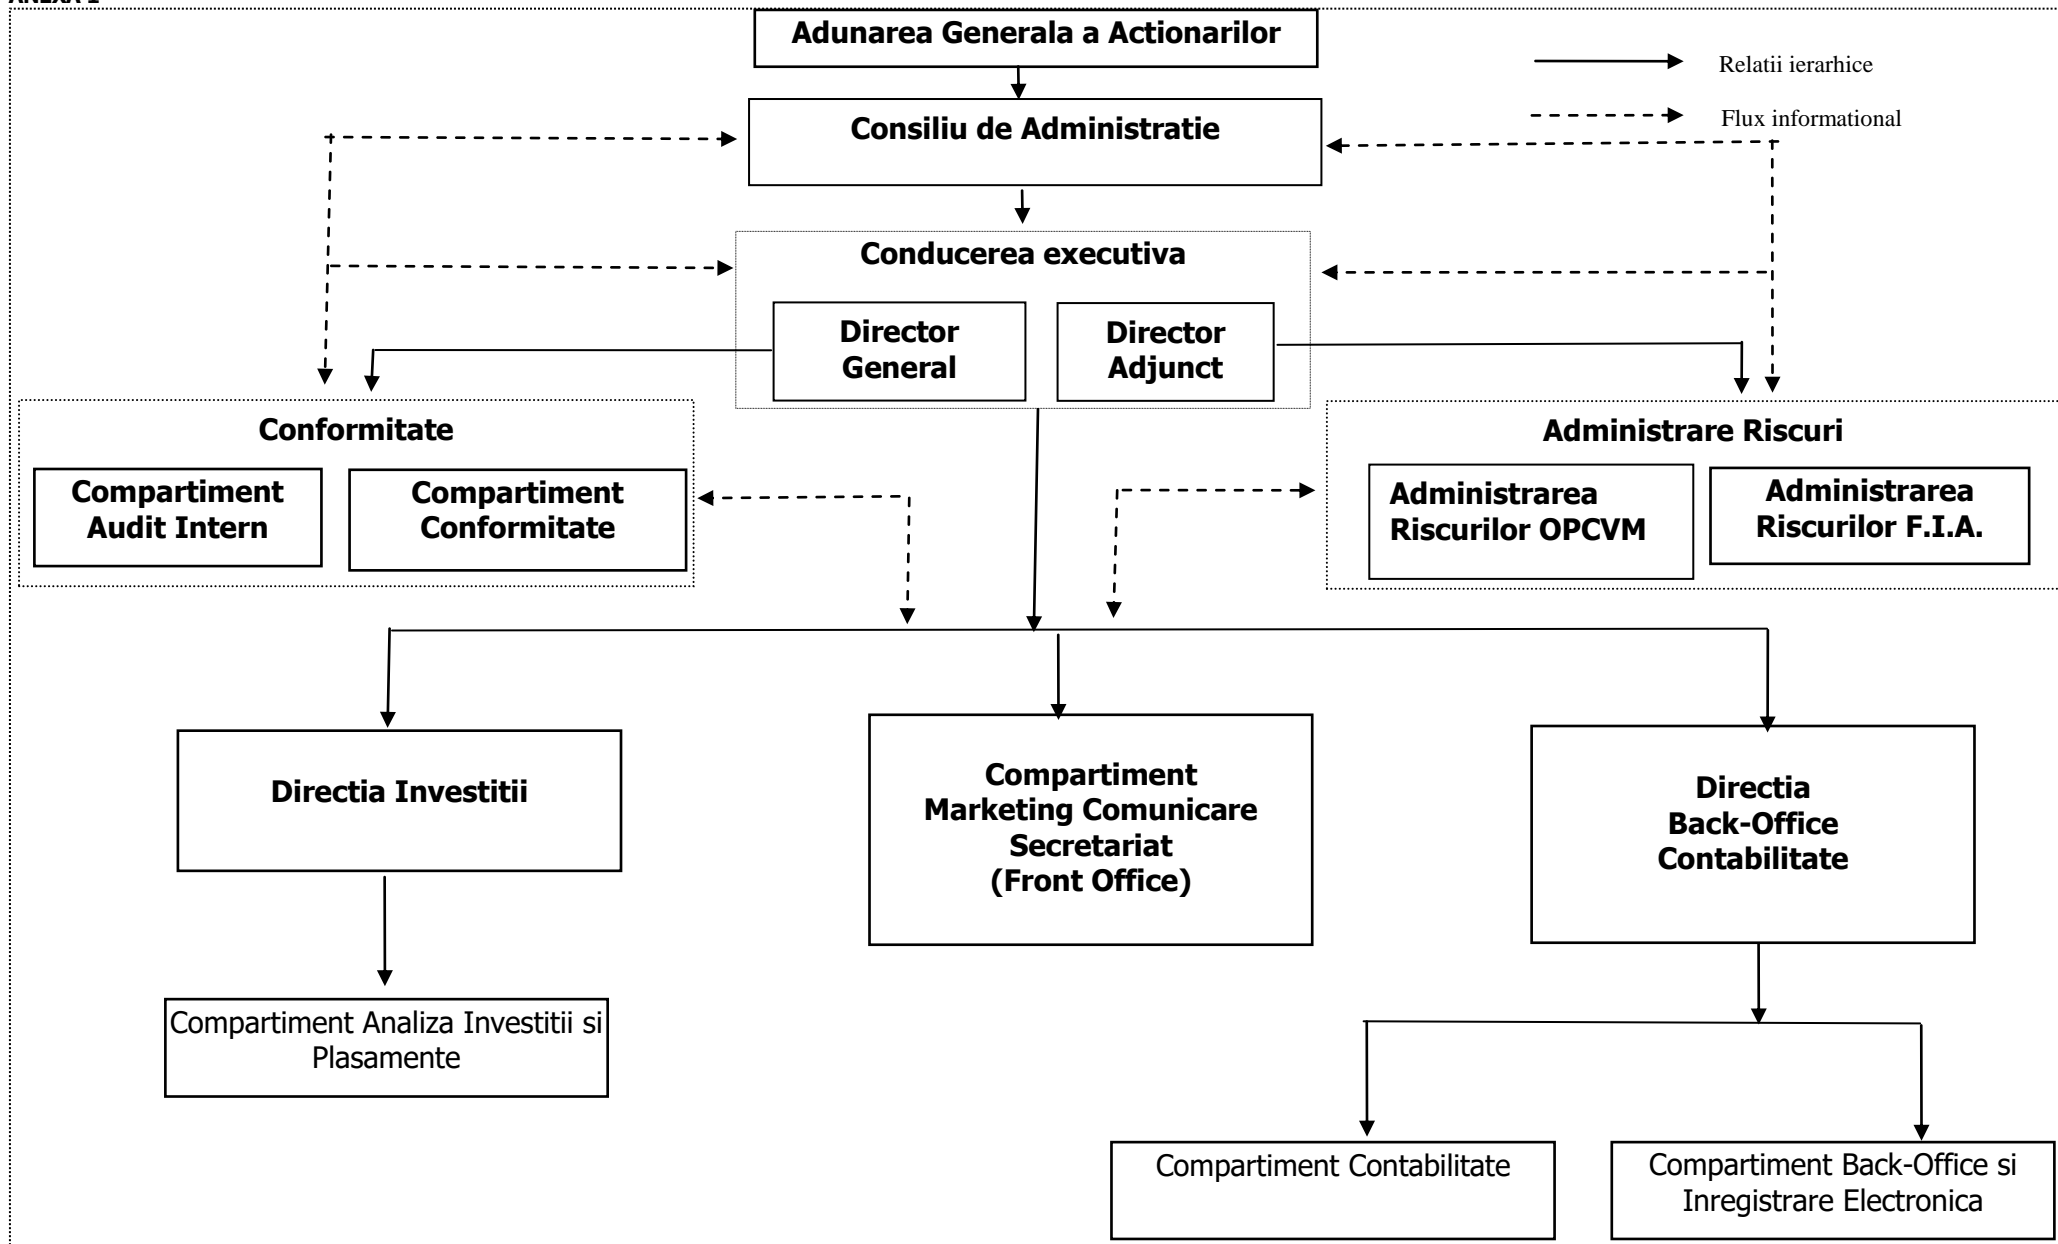 ANEXA 1
Adunarea Generala a Actionarilor
Relatii ierarhice
Consiliu de Administratie
Flux informational
Conducerea executiva
Director
General
Director
Adjunct
Conformitate
Compartiment
Audit Intern
Compartiment
Conformitate
Administrare Riscuri
Administrarea
Riscurilor OPCVM
Administrarea
Riscurilor F.I.A.
Directia Investitii
Compartiment
Marketing Comunicare
Secretariat
(Front Office)
Directia
Back-Office
Contabilitate
Compartiment Analiza Investitii si
Plasamente
Compartiment Contabilitate
Compartiment Back-Office si
Inregistrare Electronica